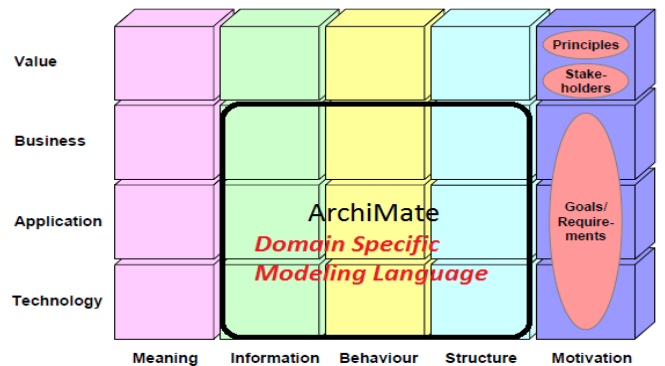 Value
Principles
Stake-
holders
Business
Application
Goals/
Require-
ments
ArchiMate
Domain Specific
Modeling Language
Technology
Meaning Information Behaviour Structure Motivation